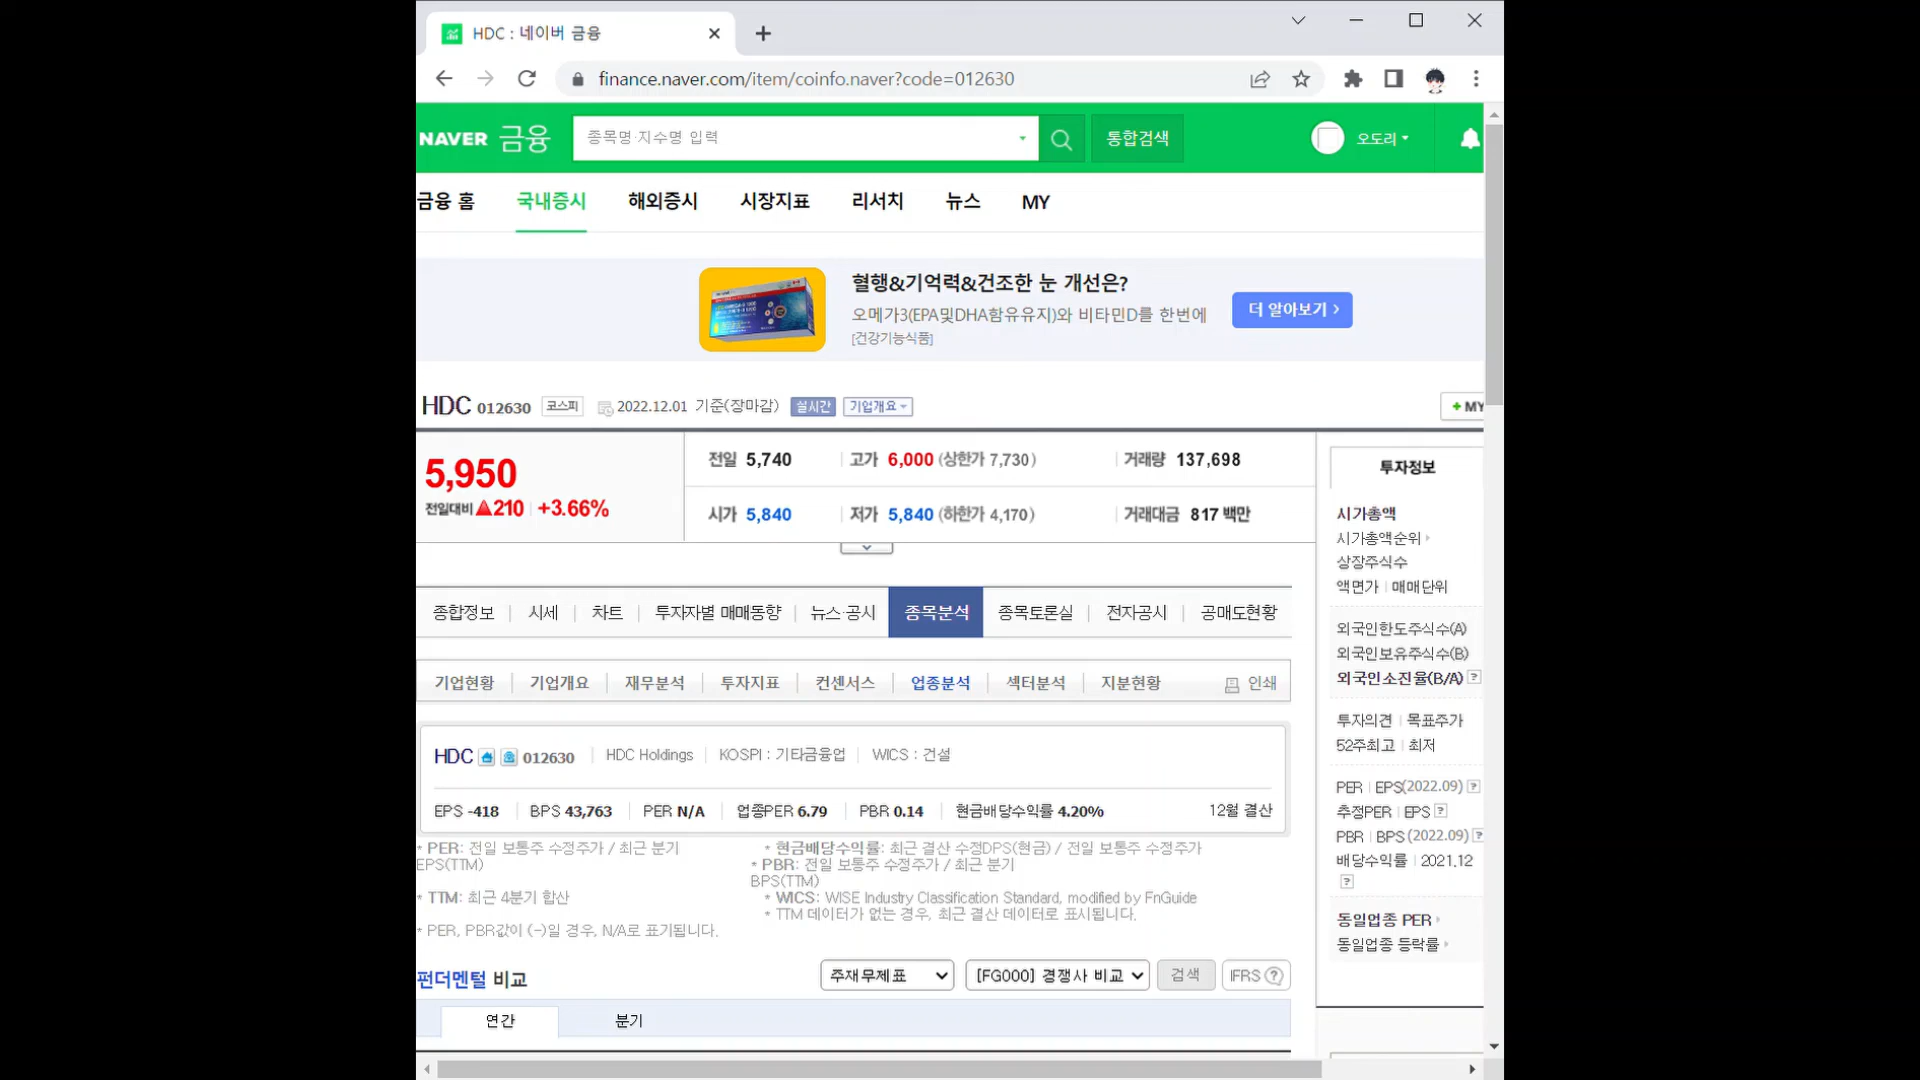 HDC : 네이버 금융
finance.naver.com/item/coinfo.naver?code=012630
NAVER 금융 종목명·지수명 입력 통합검색 오도리
금융 홈 국내증시 해외증시 시장지표 리서치 뉴스 MY
혈행&기억력&건조한 눈 개선은?
오메가3(EPA및DHA함유유지)와 비타민D를 한번에
[건강기능식품]
더 알아보기 >
HDC 012630 코스피 2022.12.01 기준(장마감) 실시간 기업개요 + MY
5,950
전일대비 ▲210 +3.66%
전일 5,740 고가 6,000 (상한가 7,730) 거래량 137,698
시가 5,840 저가 5,840 (하한가 4,170) 거래대금 817 백만
종합정보 시세 차트 투자자별 매매동향 뉴스·공시 종목분석 종목토론실 전자공시 공매도현황
기업현황 기업개요 재무분석 투자지표 컨센서스 업종분석 섹터분석 지분현황 인쇄
HDC 012630 HDC Holdings KOSPI : 기타금융업 WICS : 건설
EPS -418 BPS 43,763 PER N/A 업종PER 6.79 PBR 0.14 현금배당수익률 4.20% 12월 결산
* PER: 전일 보통주 수정주가 / 최근 분기
EPS(TTM)
* TTM: 최근 4분기 합산
* PER, PBR값이 (-)일 경우, N/A로 표기됩니다.
* 현금배당수익률: 최근 결산 수정DPS(현금) / 전일 보통주 수정주가
* PBR: 전일 보통주 수정주가 / 최근 분기
BPS(TTM)
* WICS: WISE Industry Classification Standard, modified by FnGuide
* TTM 데이터가 없는 경우, 최근 결산 데이터로 표시됩니다.
펀더멘털 비교 주재무제표 [FG000] 경쟁사 비교 검색 IFRS ?
연간 분기
투자정보
시가총액
시가총액순위
상장주식수
액면가 매매단위
외국인한도주식수(A)
외국인보유주식수(B)
외국인소진율(B/A) ?
투자의견 목표주가
52주최고 최저
PER EPS(2022.09) ?
추정PER EPS ?
PBR BPS (2022.09) ?
배당수익률 2021.12
?
동일업종 PER
동일업종 등락률